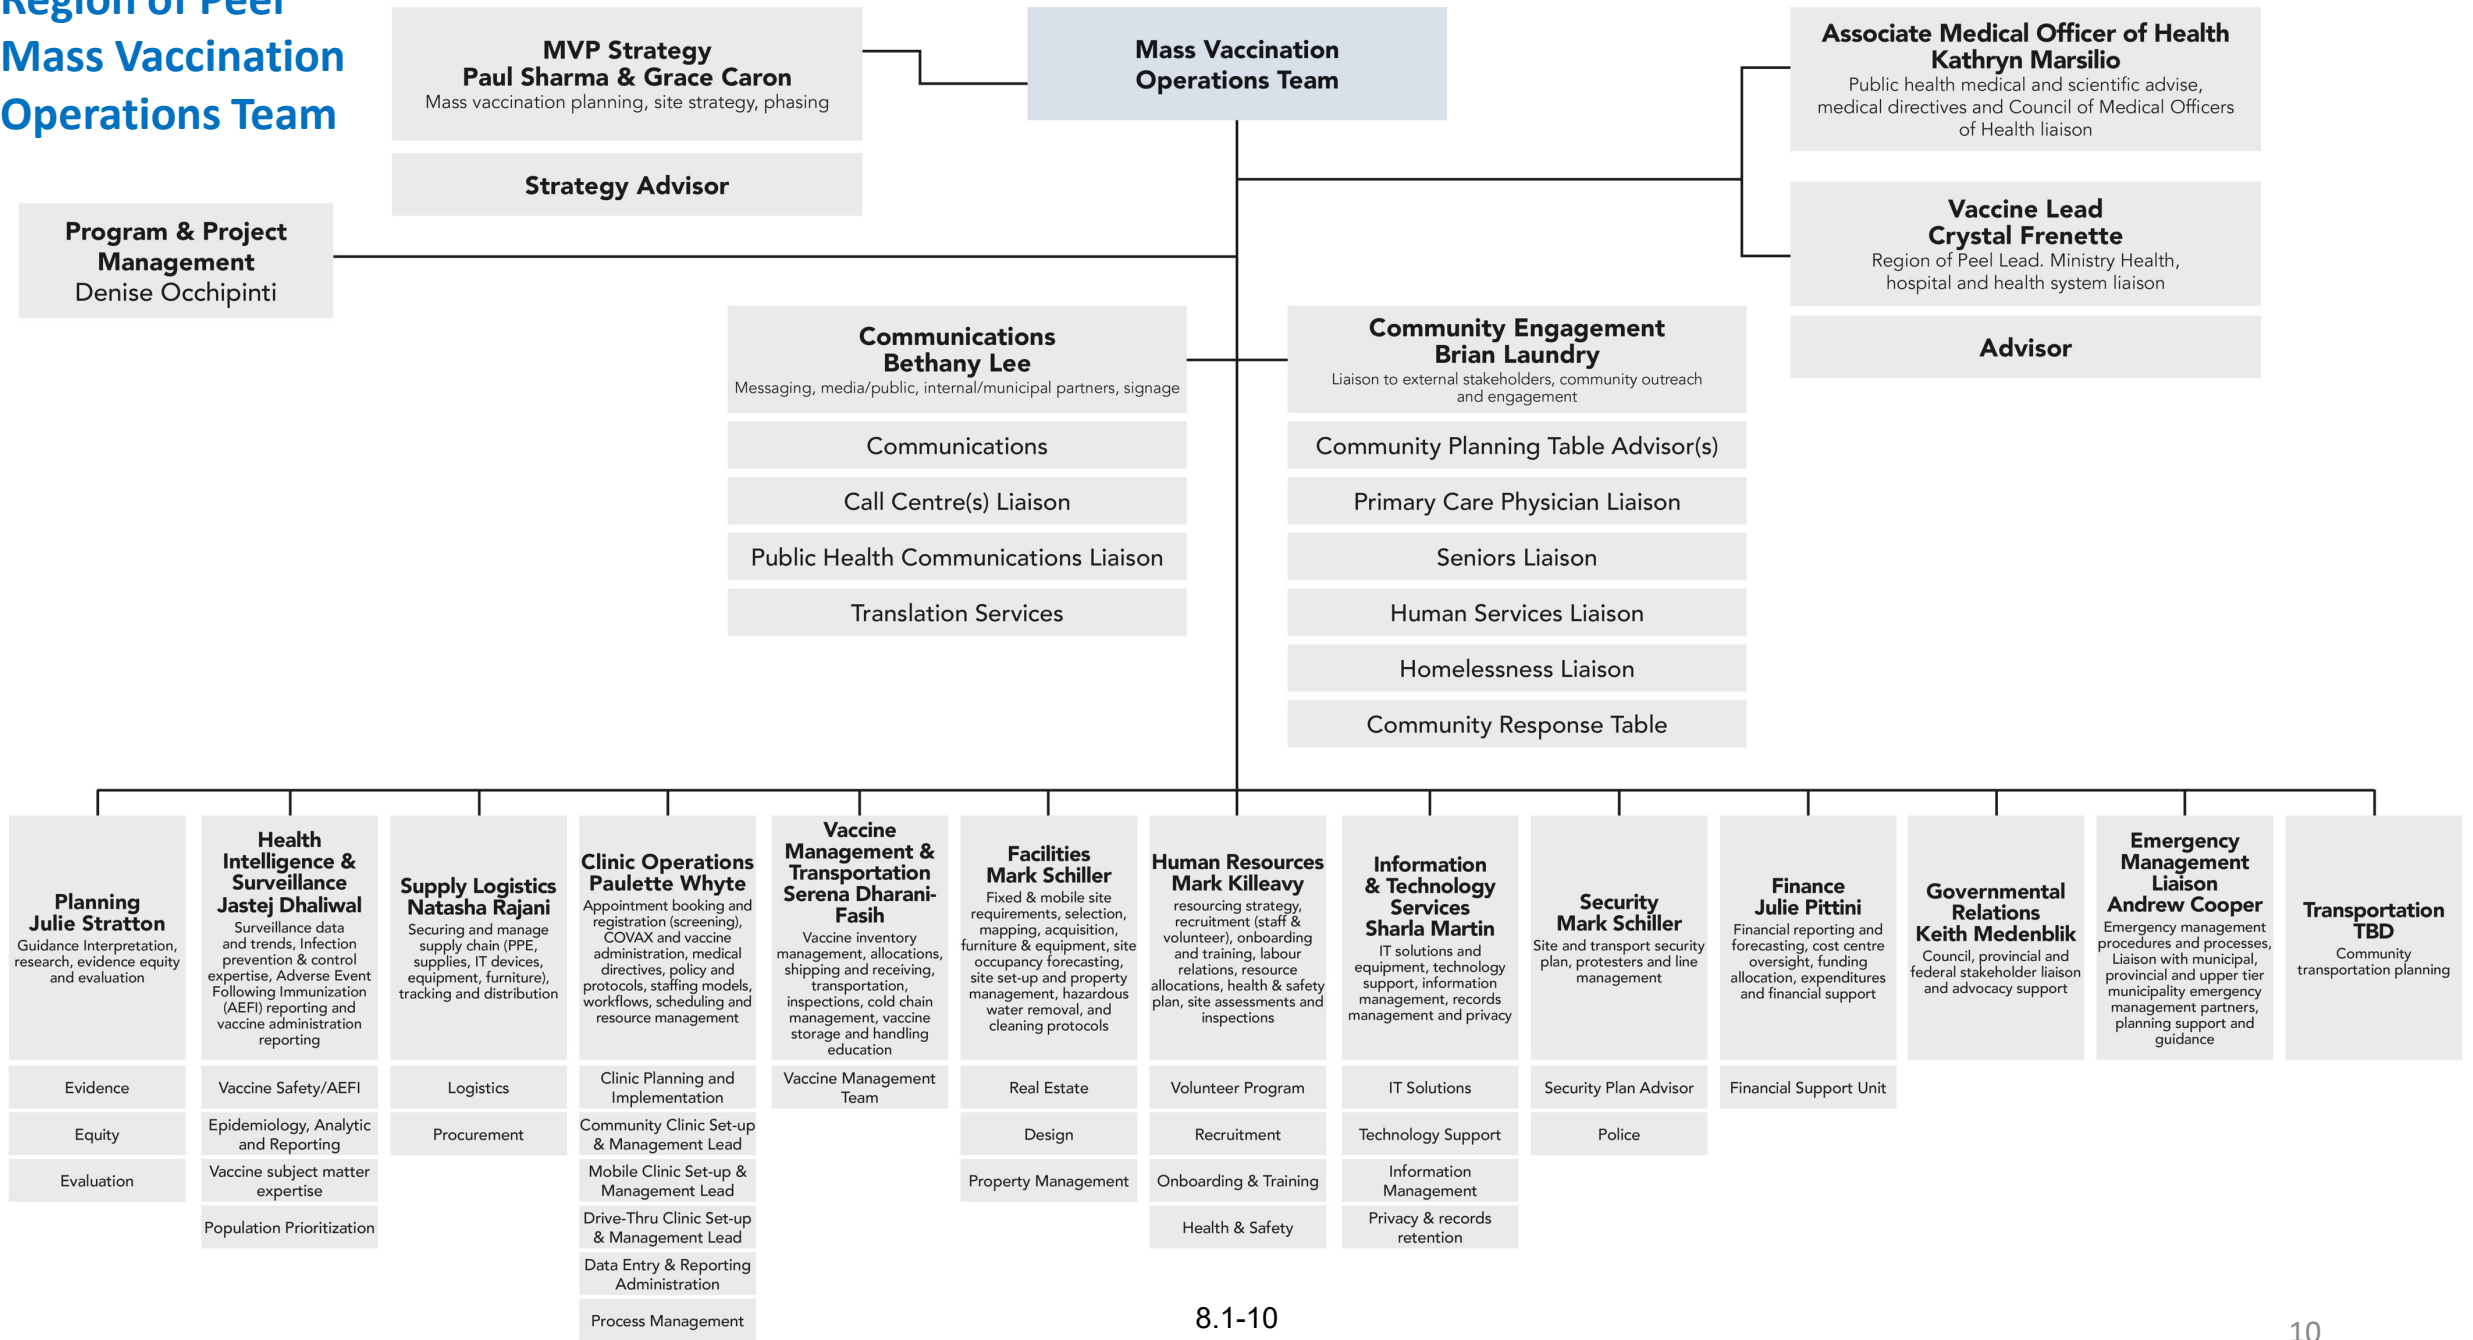 Region of Peel
Mass Vaccination
Operations Team
MVP Strategy
Paul Sharma & Grace Caron
Mass vaccination planning, site strategy, phasing
Strategy Advisor
Mass Vaccination
Operations Team
Associate Medical Officer of Health
Kathryn Marsilio
Public health medical and scientific advise,
medical directives and Council of Medical Officers
of Health liaison
Vaccine Lead
Crystal Frenette
Region of Peel Lead. Ministry Health,
hospital and health system liaison
Advisor
Program & Project
Management
Denise Occhipinti
Communications
Bethany Lee
Messaging, media/public, internal/municipal partners, signage
Communications
Call Centre(s) Liaison
Public Health Communications Liaison
Translation Services
Community Engagement
Brian Laundry
Liaison to external stakeholders, community outreach
and engagement
Community Planning Table Advisor(s)
Primary Care Physician Liaison
Seniors Liaison
Human Services Liaison
Homelessness Liaison
Community Response Table
Planning
Julie Stratton
Guidance Interpretation,
research, evidence equity
and evaluation
Evidence
Equity
Evaluation
Health
Intelligence &
Surveillance
Jastej Dhaliwal
Surveillance data
and trends, Infection
prevention & control
expertise, Adverse Event
Following Immunization
(AEFI) reporting and
vaccine administration
reporting
Vaccine Safety/AEFI
Epidemiology, Analytic
and Reporting
Vaccine subject matter
expertise
Population Prioritization
Supply Logistics
Natasha Rajani
Securing and manage
supply chain (PPE,
supplies, IT devices,
equipment, furniture),
tracking and distribution
Logistics
Procurement
Clinic Operations
Paulette Whyte
Appointment booking and
registration (screening),
COVAX and vaccine
administration, medical
directives, policy and
protocols, staffing models,
workflows, scheduling and
resource management
Clinic Planning and
Implementation
Community Clinic Set-up
& Management Lead
Mobile Clinic Set-up &
Management Lead
Drive-Thru Clinic Set-up
& Management Lead
Data Entry & Reporting
Administration
Process Management
Vaccine
Management &
Transportation
Serena Dharani-
Fasih
Vaccine inventory
management, allocations,
shipping and receiving,
transportation,
inspections, cold chain
management, vaccine
storage and handling
education
Vaccine Management
Team
Facilities
Mark Schiller
Fixed & mobile site
requirements, selection,
mapping, acquisition,
furniture & equipment, site
occupancy forecasting,
site set-up and property
management, hazardous
water removal, and
cleaning protocols
Real Estate
Design
Property Management
Human Resources
Mark Killeavy
resourcing strategy,
recruitment (staff &
volunteer), onboarding
and training, labour
relations, resource
allocations, health & safety
plan, site assessments and
inspections
Volunteer Program
Recruitment
Onboarding & Training
Health & Safety
Information
& Technology
Services
Sharla Martin
IT solutions and
equipment, technology
support, information
management, records
management and privacy
IT Solutions
Technology Support
Information
Management
Privacy & records
retention
Security
Mark Schiller
Site and transport security
plan, protesters and line
management
Security Plan Advisor
Police
Finance
Julie Pittini
Financial reporting and
forecasting, cost centre
oversight, funding
allocation, expenditures
and financial support
Financial Support Unit
Governmental
Relations
Keith Medenblik
Council, provincial and
federal stakeholder liaison
and advocacy support
Emergency
Management
Liaison
Andrew Cooper
Emergency management
procedures and processes,
Liaison with municipal,
provincial and upper tier
municipality emergency
management partners,
planning support and
guidance
Transportation
TBD
Community
transportation planning
8.1-10
10